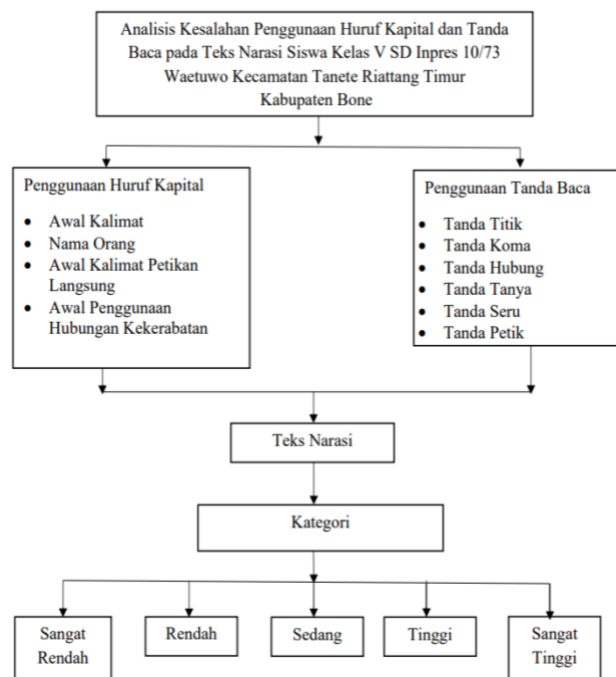 Analisis Kesalahan Penggunaan Huruf Kapital dan Tanda
Baca pada Teks Narasi Siswa Kelas V SD Inpres 10/73
Waetuwo Kecamatan Tanete Riattang Timur
Kabupaten Bone
Penggunaan Huruf Kapital
• Awal Kalimat
• Nama Orang
• Awal Kalimat Petikan
Langsung
• Awal Penggunaan
Hubungan Kekerabatan
Penggunaan Tanda Baca
• Tanda Titik
• Tanda Koma
• Tanda Hubung
• Tanda Tanya
• Tanda Seru
• Tanda Petik
Teks Narasi
Kategori
Sangat
Rendah
Rendah
Sedang
Tinggi
Sangat
Tinggi